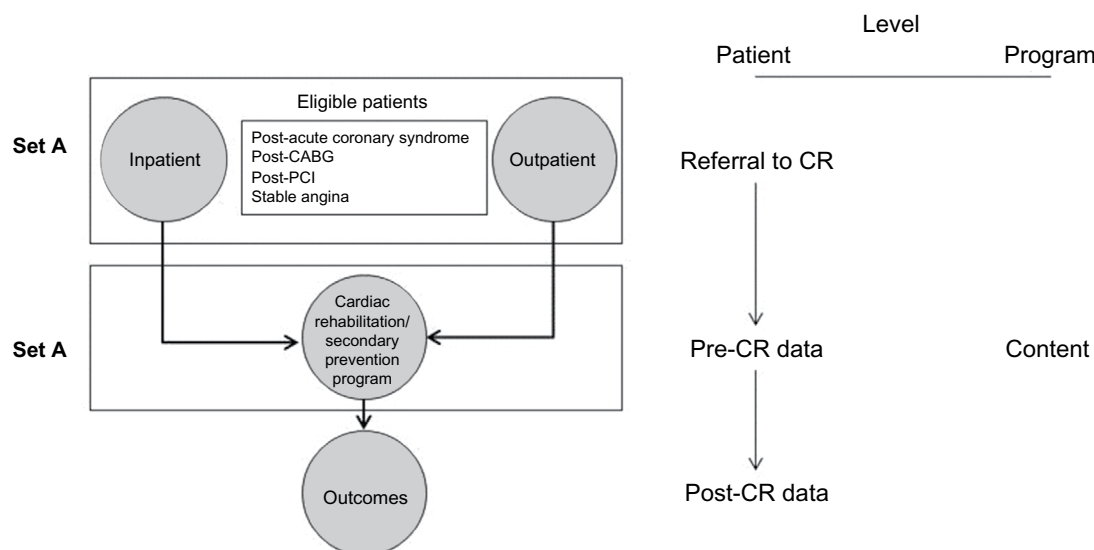 Level
Patient Program
Set A
Eligible patients
Inpatient
Post-acute coronary syndrome
Post-CABG
Post-PCI
Stable angina
Outpatient
Referral to CR
Set A
Cardiac
rehabilitation/
secondary
prevention
program
Pre-CR data
Content
Outcomes
Post-CR data